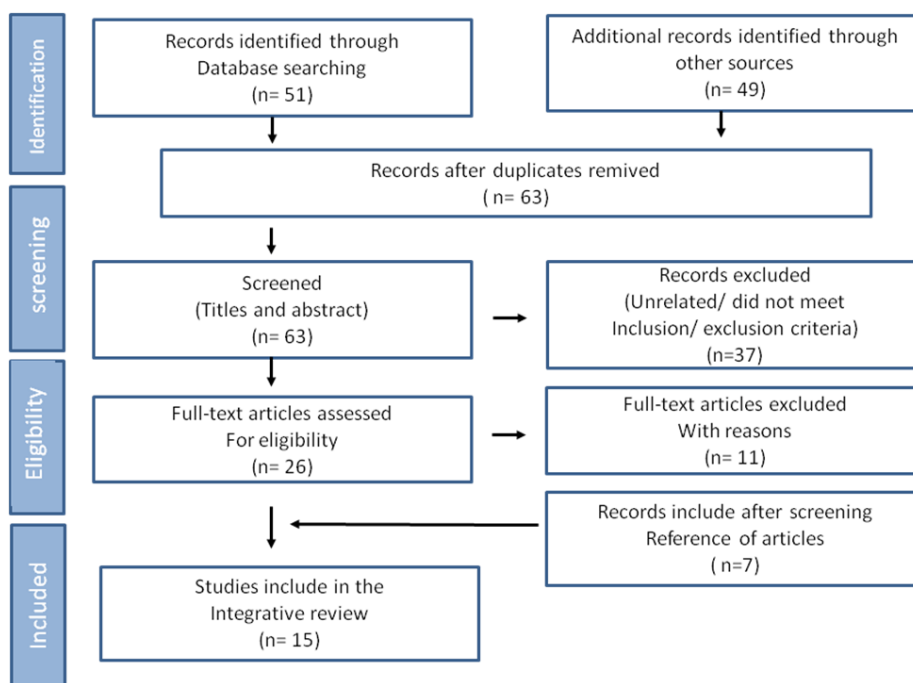 Identification
Records identified through
Database searching
(n= 51)
Additional records identified through
other sources
(n= 49)
Records after duplicates remived
( n= 63)
screening
Screened
(Titles and abstract)
n= 63)
Records excluded
(Unrelated/ did not meet
Inclusion/ exclusion criteria)
(n=37)
Eligibility
Full-text articles assessed
For eligibility
(n= 26)
Full-text articles excluded
With reasons
(n= 11)
Records include after screening
Reference of articles
( n=7)
Included
Studies include in the
Integrative review
(n= 15)